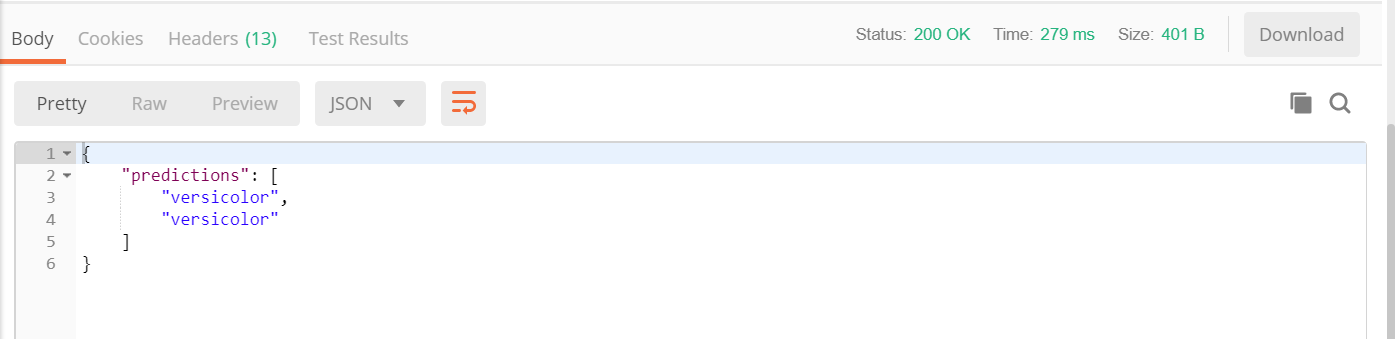 Body Cookies Headers (13) Test Results Status: 200 OK Time: 279 ms Size: 401 B Download
Pretty Raw Preview JSON
1 {
2 "predictions": [
3 "versicolor",
4 "versicolor"
5 ]
6 }